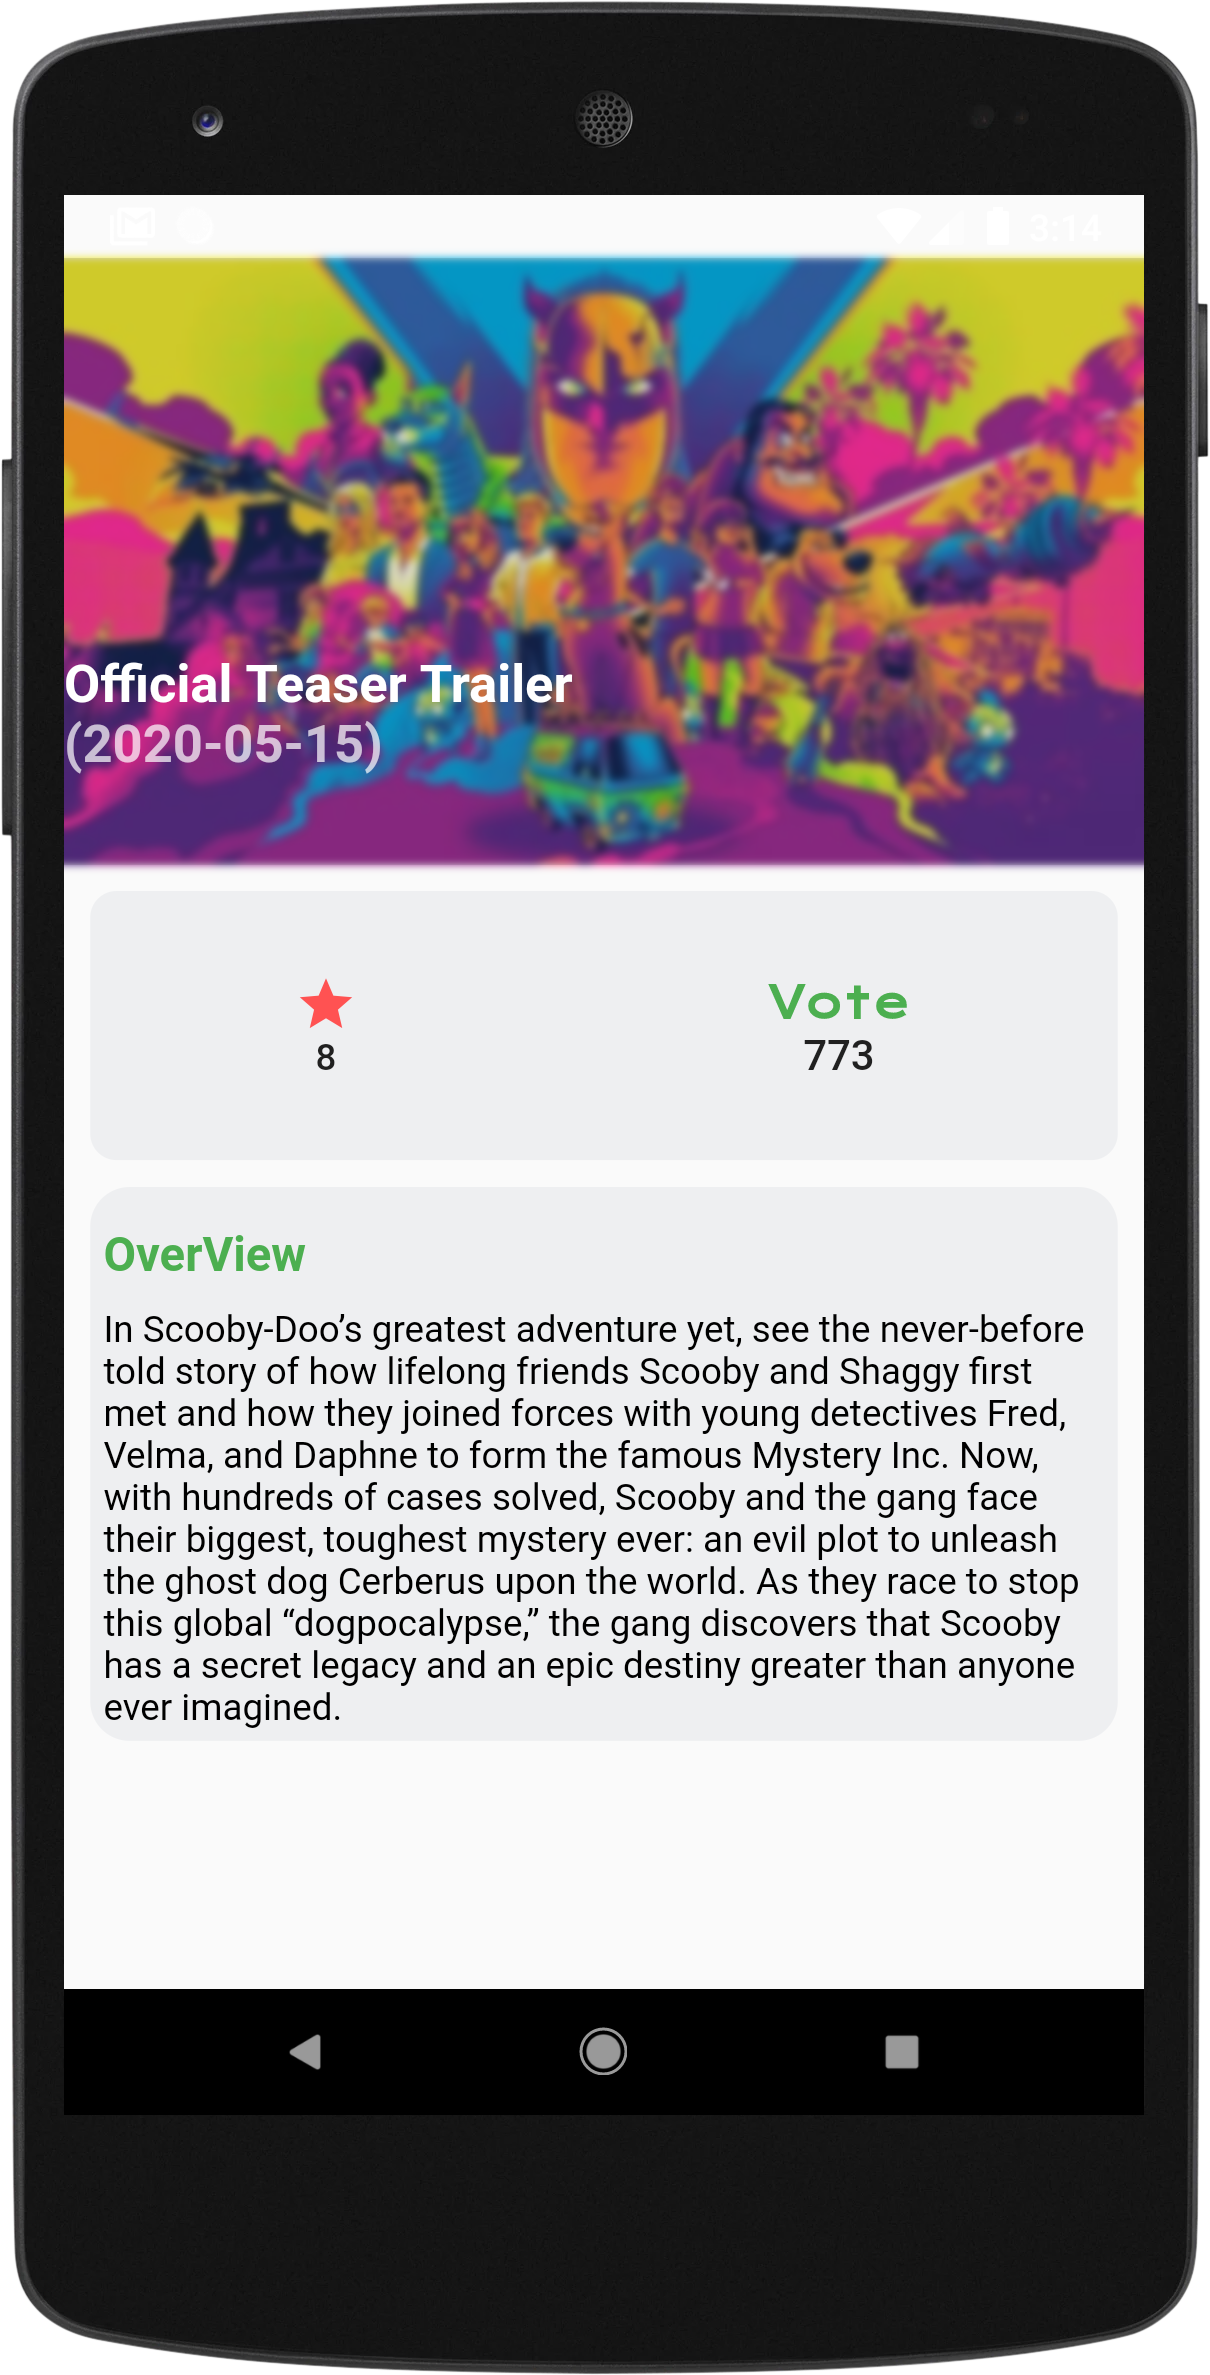 3:14
Official Teaser Trailer
(2020-05-15)
Vote
8
773
OverView
In Scooby-Doo’s greatest adventure yet, see the never-before
told story of how lifelong friends Scooby and Shaggy first
met and how they joined forces with young detectives Fred,
Velma, and Daphne to form the famous Mystery Inc. Now,
with hundreds of cases solved, Scooby and the gang face
their biggest, toughest mystery ever: an evil plot to unleash
the ghost dog Cerberus upon the world. As they race to stop
this global “dogpocalypse,” the gang discovers that Scooby
has a secret legacy and an epic destiny greater than anyone
ever imagined.